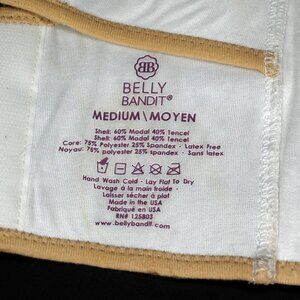 BB
BELLY
BANDIT®
MEDIUM\MOYEN
Shell: 60% Modal 40% Tencel
Shell: 60% Modal 40% Tencel
Core: 75% Polyester 25% Spandex - Latex Free
Noyau: 75% polyester 25% spandex - Sans latex
Hand Wash Cold - Lay Flat To Dry
Lavage à la main froide -
Laisser sécher à plat
Made in USA
Fabriqué en USA
RN# 125803
www.bellybandit.com